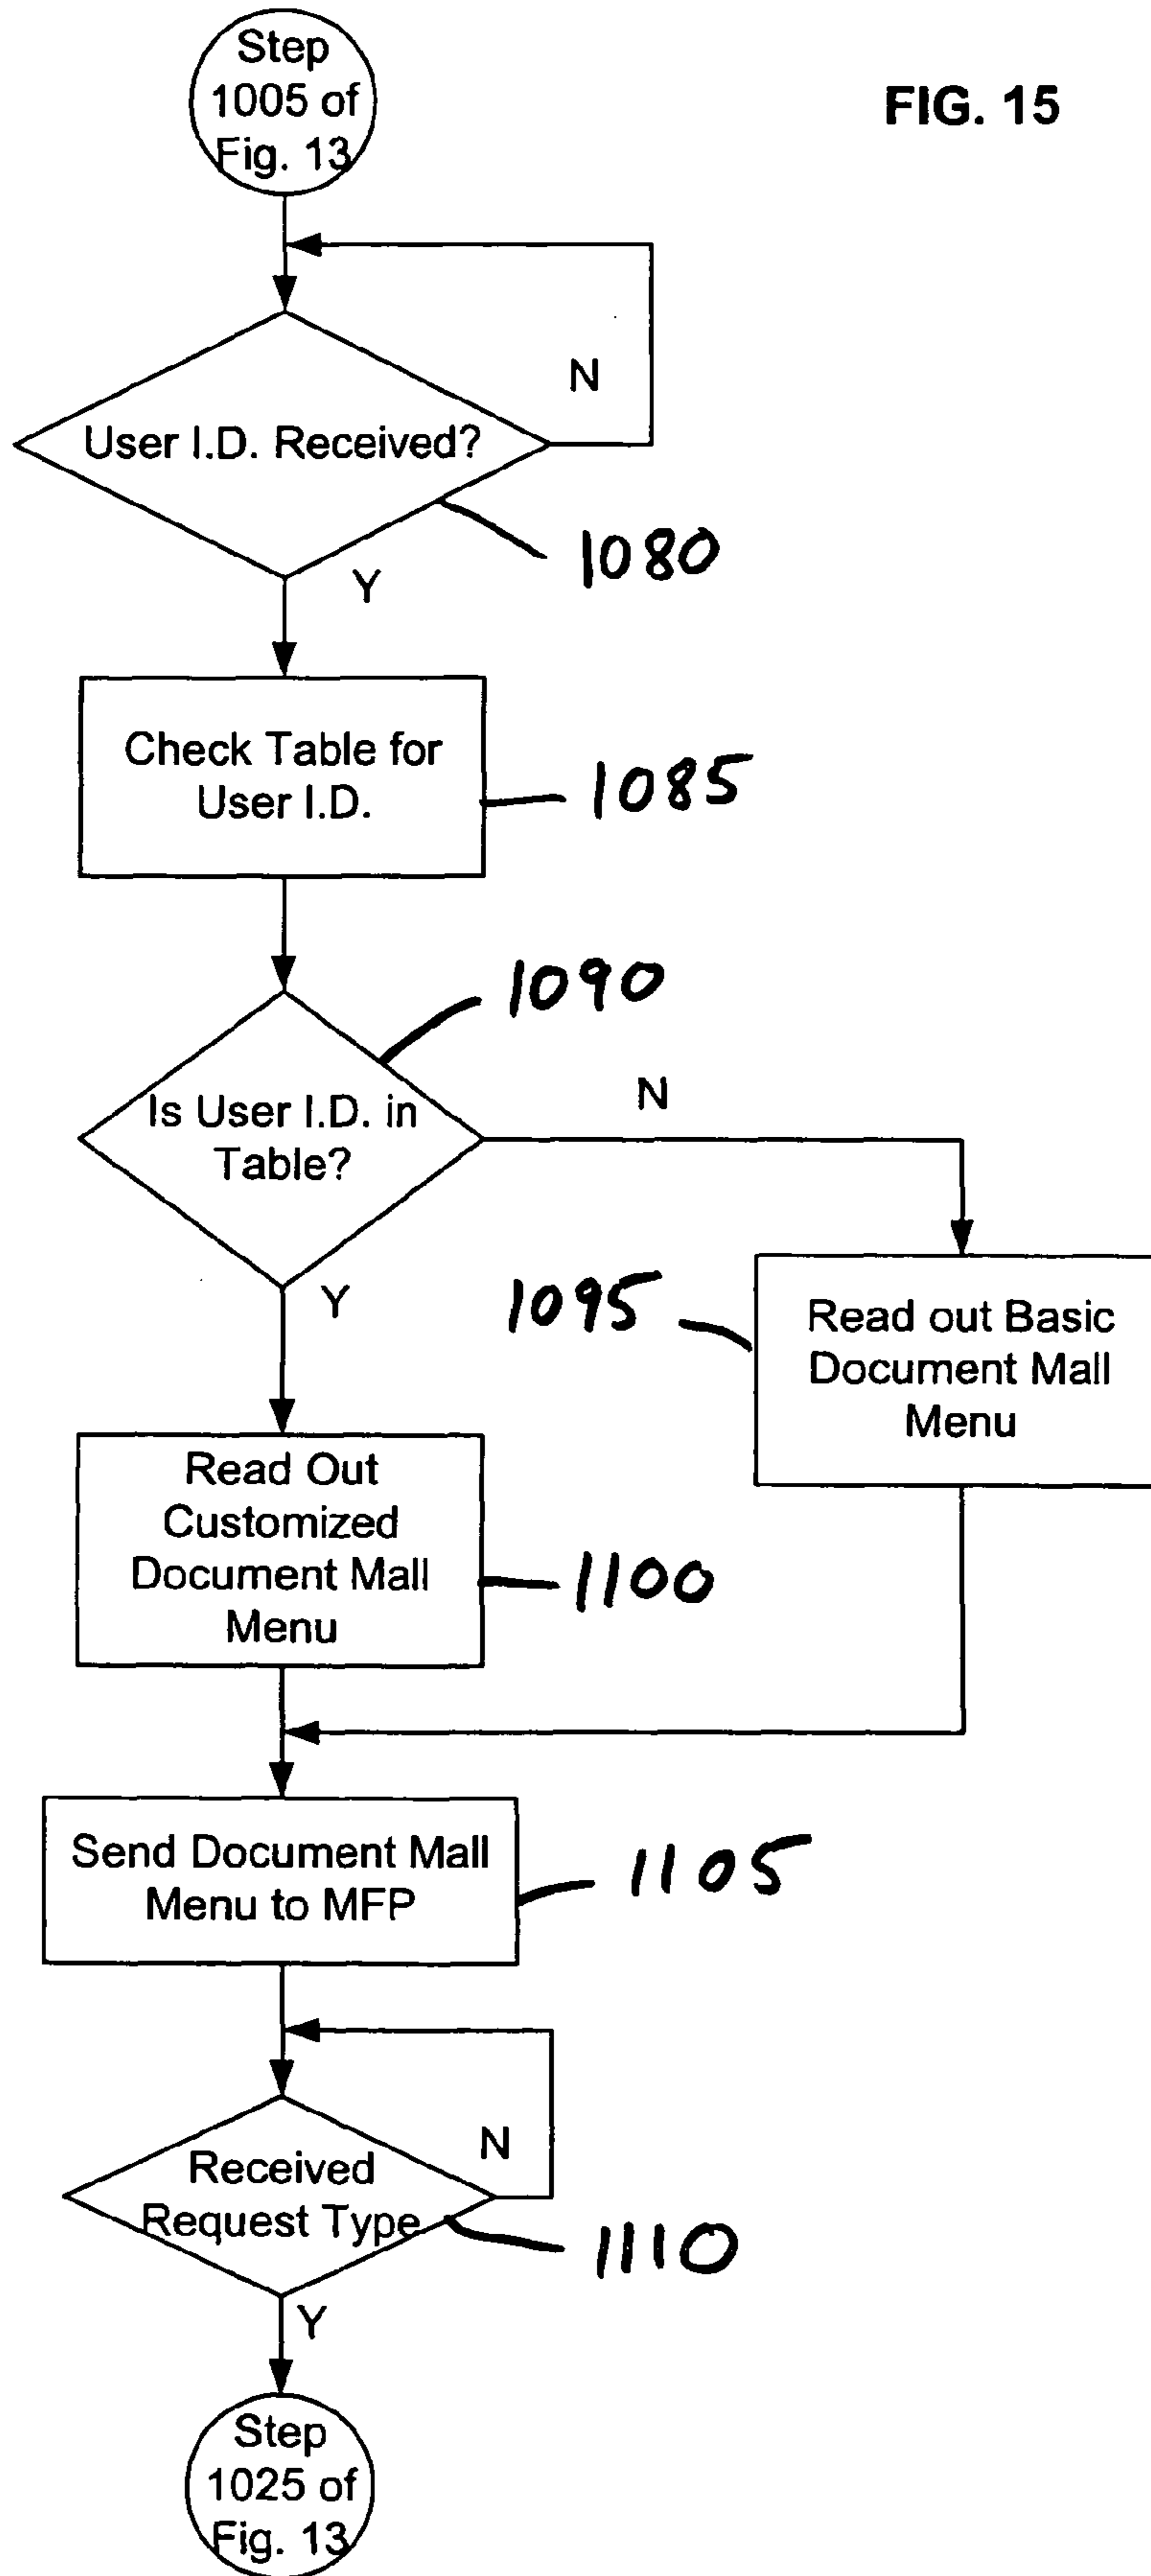 Step
1005 of
Fig. 13
FIG. 15
N
User I.D. Received?
1080
Y
Check Table for
User I.D.
1085
1090
N
Is User I.D. in
Table?
Y
1095
Read out Basic
Document Mall
Menu
Read Out
Customized
Document Mall
Menu
1100
Send Document Mall
Menu to MFP
1105
N
Received
Request Type
1110
Y
Step
1025 of
Fig. 13